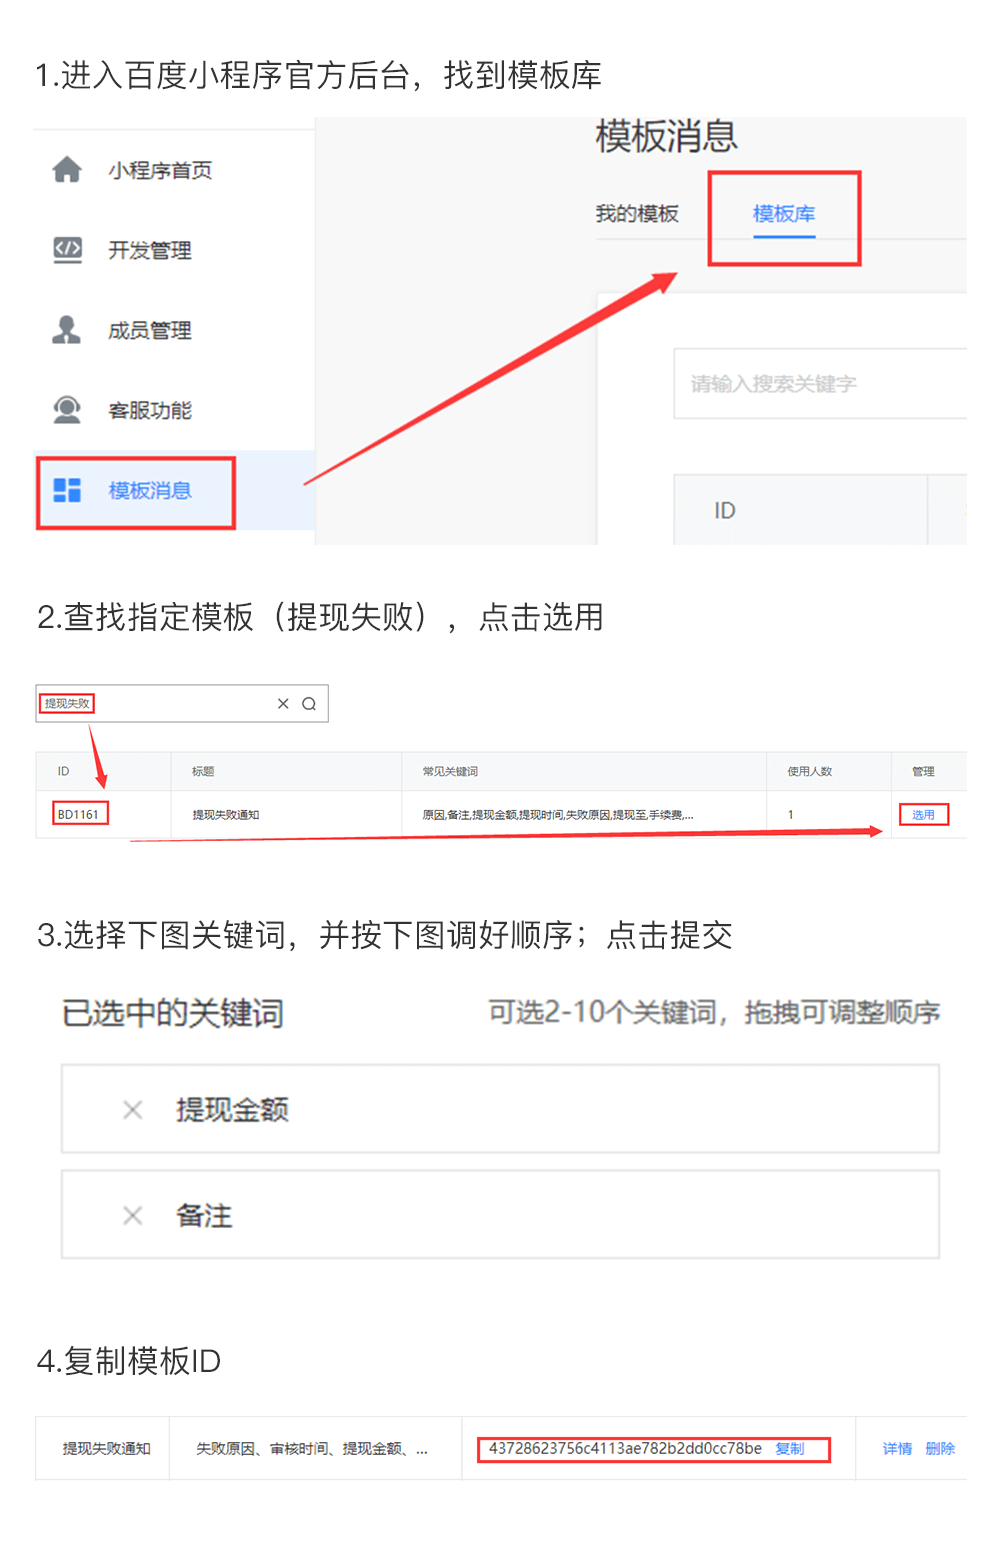 1.进入百度小程序官方后台，找到模板库
模板消息
小程序首页
我的模板 模板库
开发管理
成员管理
请输入搜索关键字
客服功能
模板消息
ID
2.查找指定模板（提现失败），点击选用
提现失败
ID 标题 常见关键词 使用人数 管理
BD1161 提现失败通知 原因,备注,提现金额,提现时间,失败原因,提现至,手续费,... 1 选用
3.选择下图关键词，并按下图调好顺序；点击提交
已选中的关键词 可选2-10个关键词，拖拽可调整顺序
提现金额
备注
4.复制模板ID
提现失败通知 失败原因、审核时间、提现金额、... 43728623756c4113ae782b2dd0cc78be 复制 详情 删除